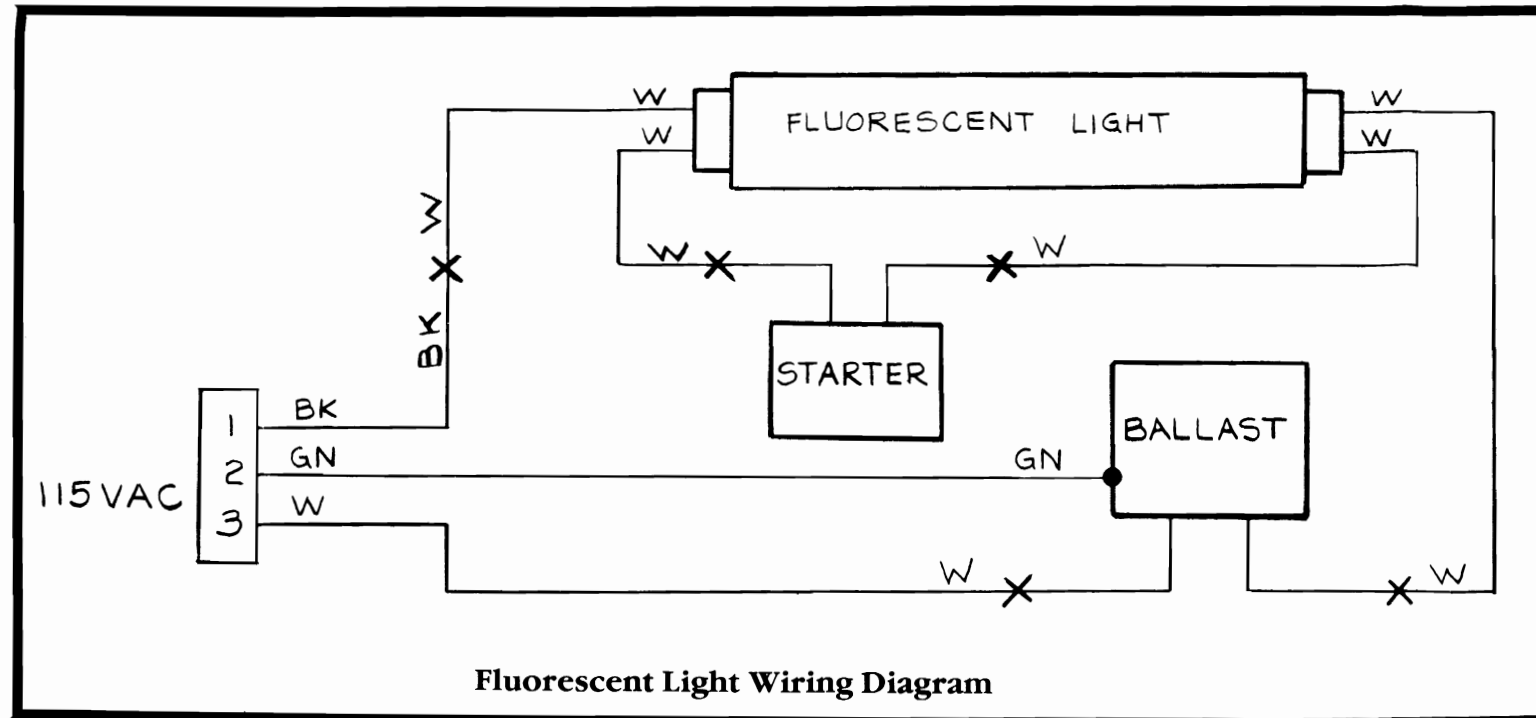 W
W
FLUORESCENT LIGHT
W
W
W
W
W
BK
STARTER
BALLAST
115VAC
1
BK
2
GN
GN
3
W
W
W
Fluorescent Light Wiring Diagram